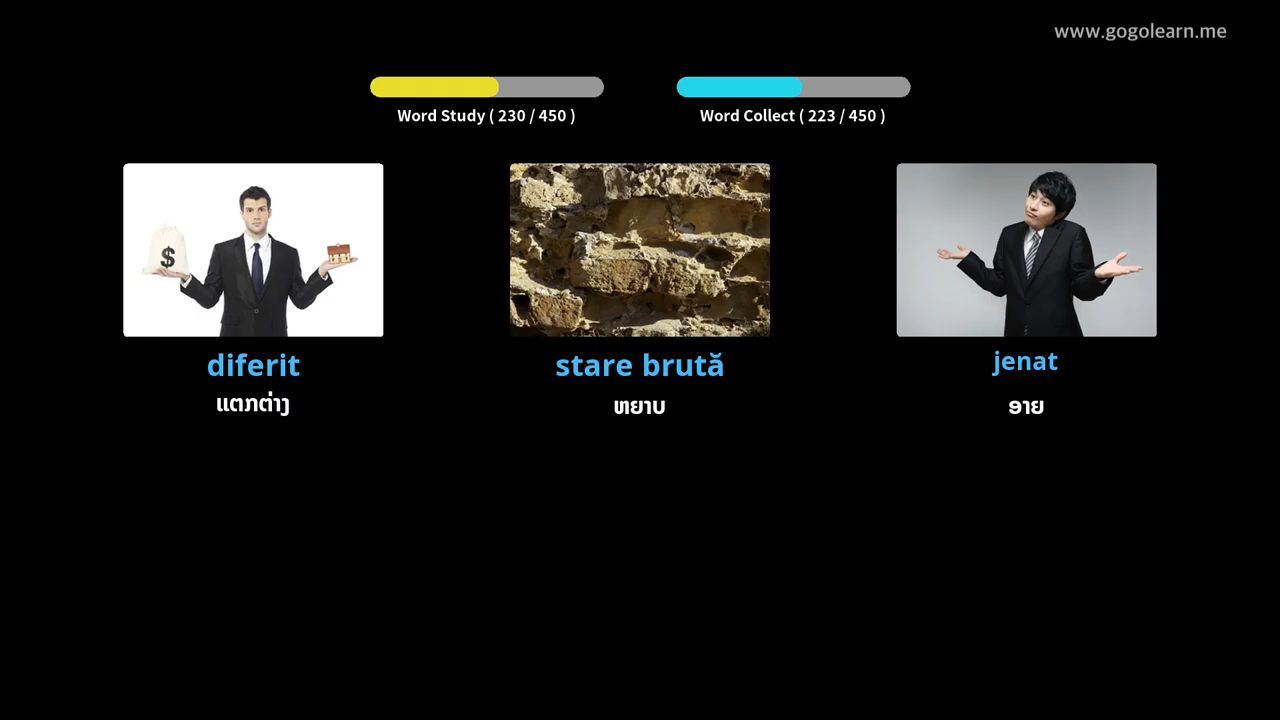 www.gogolearn.me
Word Study ( 230 / 450 )
Word Collect ( 223 / 450 )
$
diferit
stare brută
jenat
ແຕກຕ່າງ
ຫຍາບ
ອາຍ